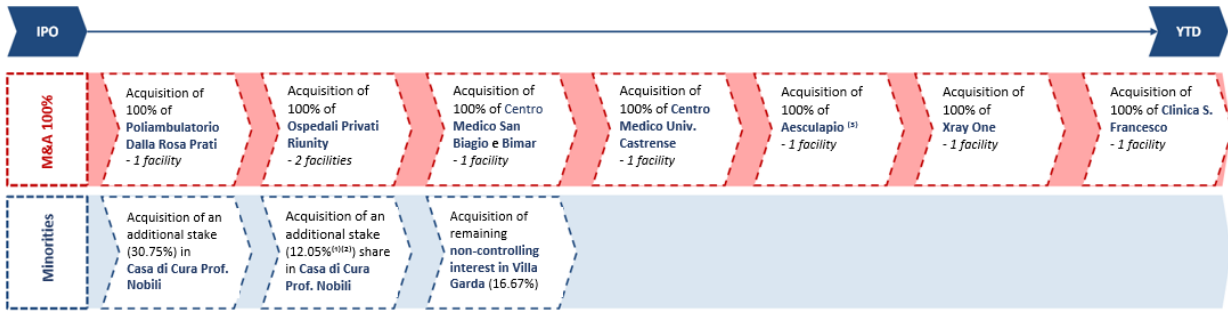 IPO
YTD
M&A 100%
Acquisition of
100% of
Poliambulatorio
Dalla Rosa Prati
- 1 facility
Acquisition of
100% of
Ospedali Privati
Riunity
- 2 facilities
Acquisition of
100% of Centro
Medico San
Biagio e Bimar
- 1 facility
Acquisition of
100% of Centro
Medico Univ.
Castrense
- 1 facility
Acquisition of
100% of
Aesculapio (3)
- 1 facility
Acquisition of
100% of
Xray One
- 1 facility
Acquisition of
100% of Clinica S.
Francesco
- 1 facility
Minorities
Acquisition of an
additional stake
(30.75%) in
Casa di Cura Prof.
Nobili
Acquisition of an
additional stake
(12.05%(1)(2)) share
in Casa di Cura
Prof. Nobili
Acquisition of
remaining
non-controlling
interest in Villa
Garda (16.67%)